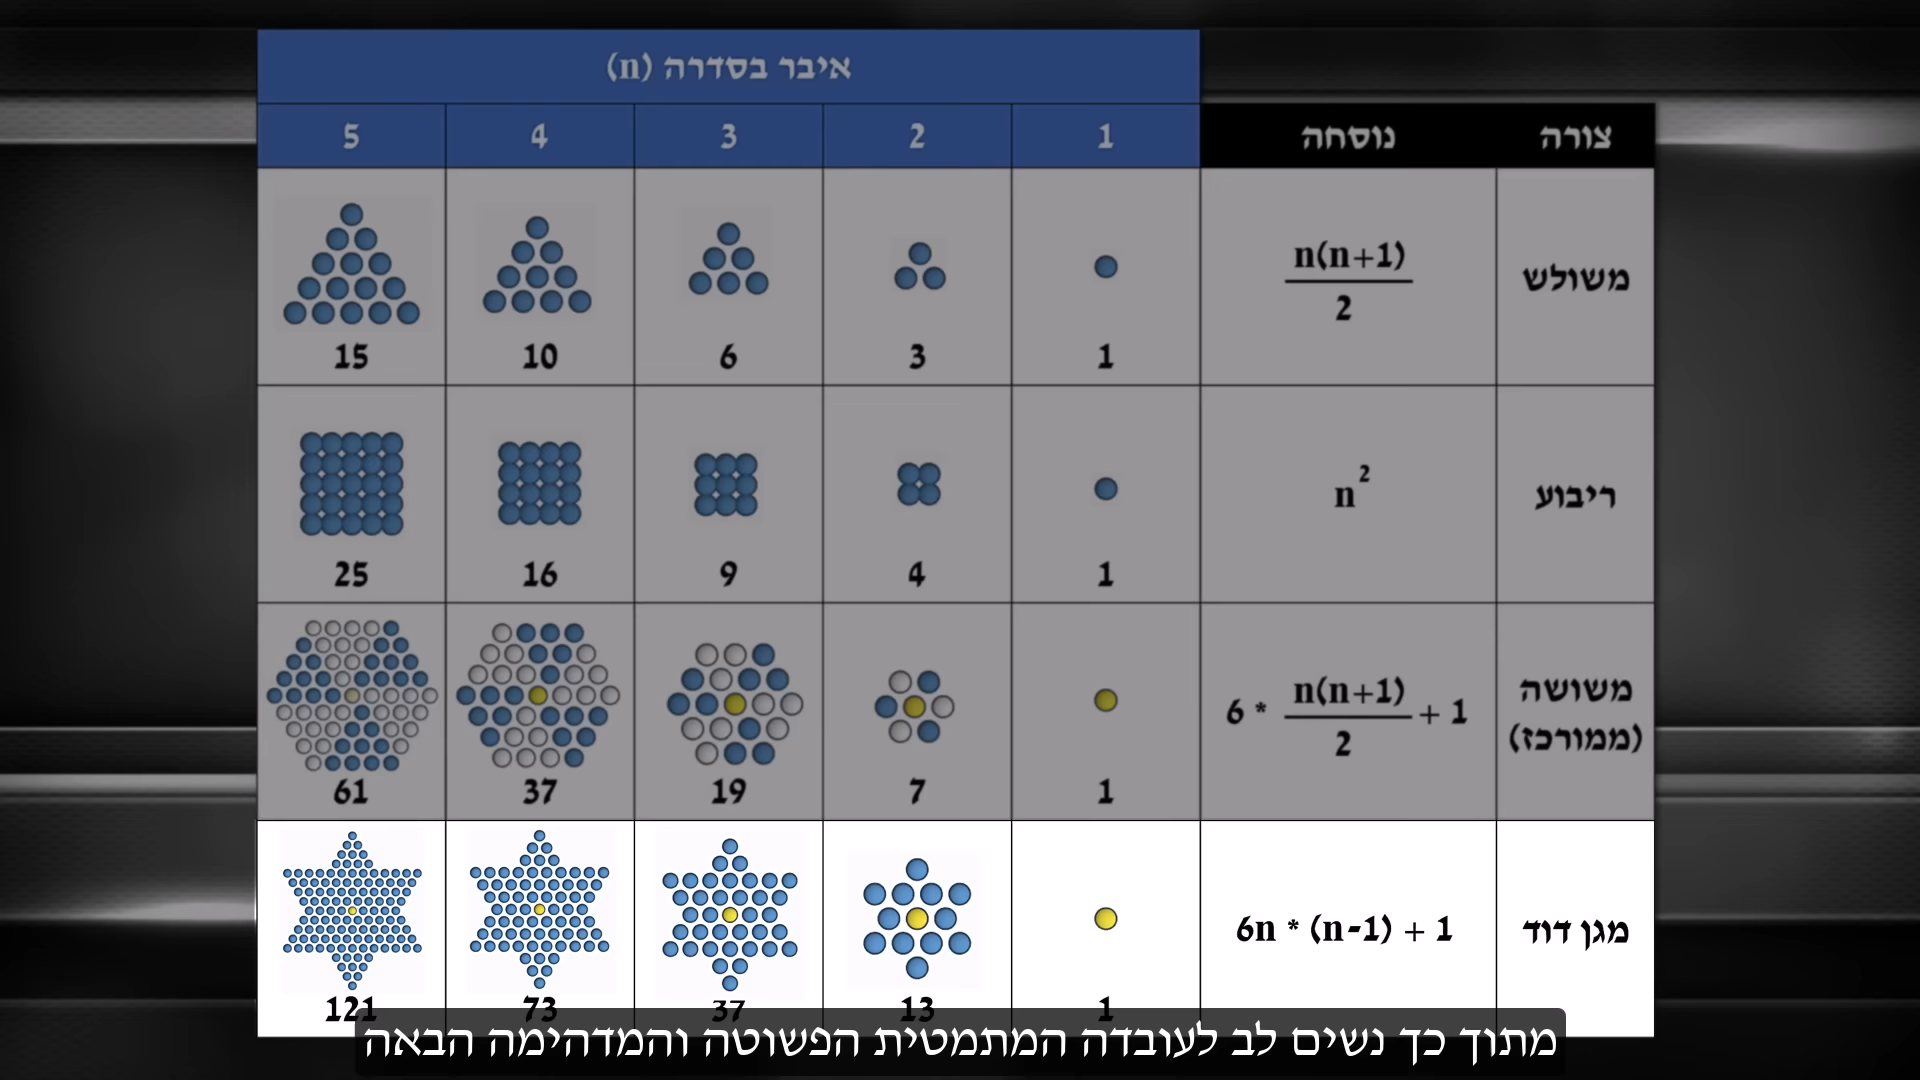 איבר בסדרה (n)
צורה נוסחה 1 2 3 4 5
משולש n(n+1) / 2 1 3 6 10 15
ריבוע n² 1 4 9 16 25
משושה
(ממורכז) 6 * n(n+1) / 2 + 1 1 7 19 37 61
מגן דוד 6n * (n-1) + 1 1 13 37 73 121
מתוך כך נשים לב לעובדה המתמטית הפשוטה והמדהימה הבאה